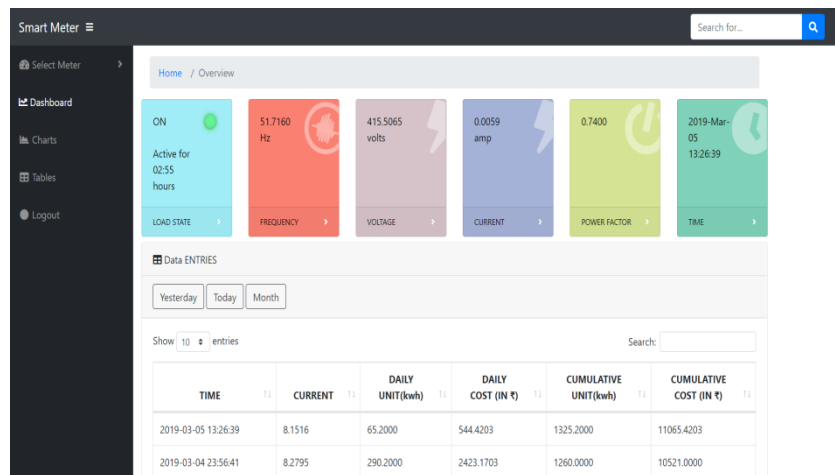 Smart Meter
Search for...
Select Meter
Dashboard
Charts
Tables
Logout
Home / Overview
ON
Active for
02:55
hours
LOAD STATE
51.7160
Hz
FREQUENCY
415.5065
volts
VOLTAGE
0.0059
amp
CURRENT
0.7400
POWER FACTOR
2019-Mar-
05
13:26:39
TIME
Data ENTRIES
Yesterday Today Month
Show 10 entries Search:
TIME CURRENT DAILY UNIT(kwh) DAILY COST (IN ₹) CUMULATIVE UNIT(kwh) CUMULATIVE COST (IN ₹)
2019-03-05 13:26:39 8.1516 65.2000 544.4203 1325.2000 11065.4203
2019-03-04 23:56:41 8.2795 290.2000 2423.1703 1260.0000 10521.0000